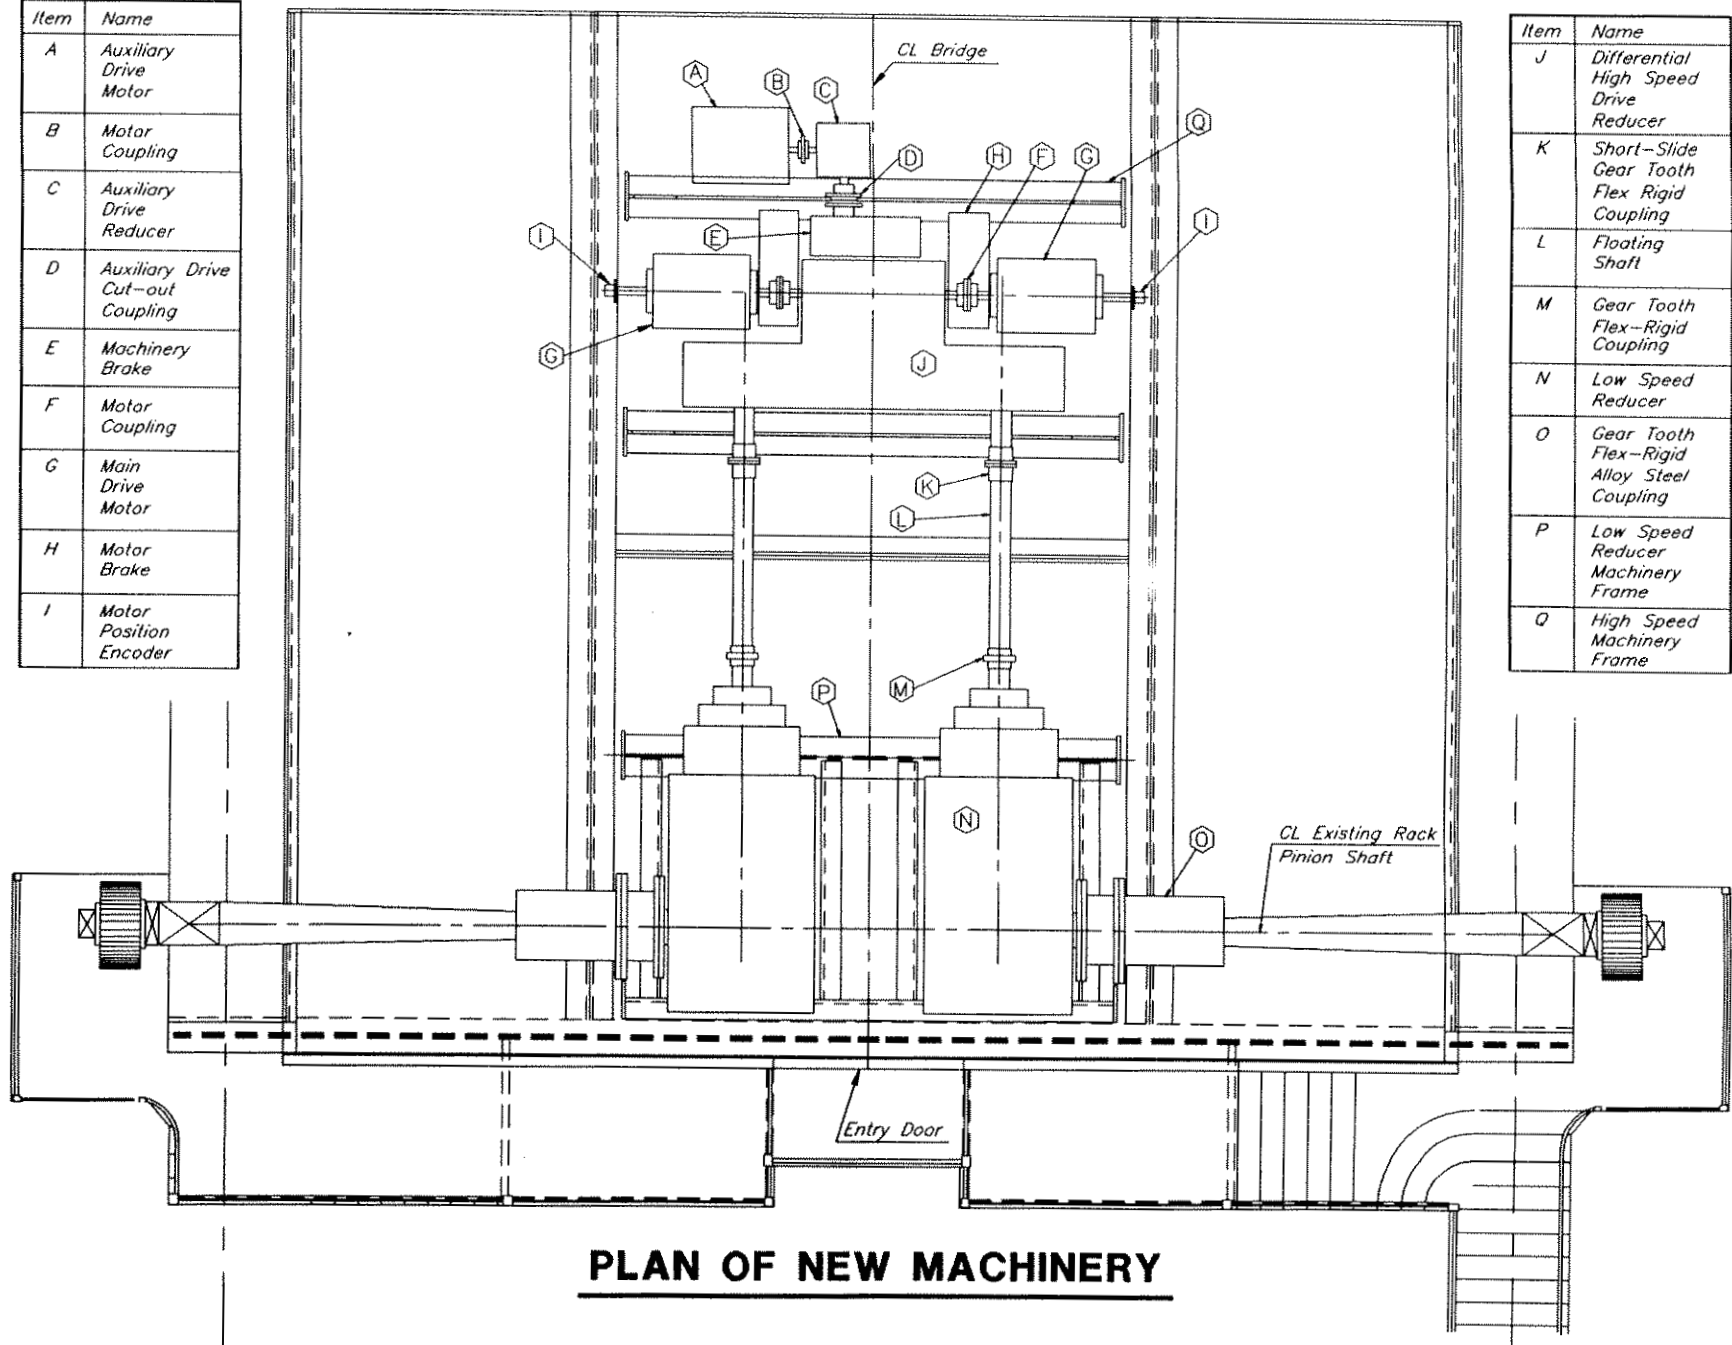 Item Name
A Auxiliary
Drive
Motor
B Motor
Coupling
C Auxiliary
Drive
Reducer
D Auxiliary Drive
Cut-out
Coupling
E Machinery
Brake
F Motor
Coupling
G Main
Drive
Motor
H Motor
Brake
I Motor
Position
Encoder
Item Name
J Differential
High Speed
Drive
Reducer
K Short-Slide
Gear Tooth
Flex Rigid
Coupling
L Floating
Shaft
M Gear Tooth
Flex-Rigid
Coupling
N Low Speed
Reducer
O Gear Tooth
Flex-Rigid
Alloy Steel
Coupling
P Low Speed
Reducer
Machinery
Frame
Q High Speed
Machinery
Frame
CL Bridge
A
B
C
Q
D
H
F
G
I
E
I
G
J
K
L
M
P
N
O
CL Existing Rack
Pinion Shaft
Entry Door
PLAN OF NEW MACHINERY